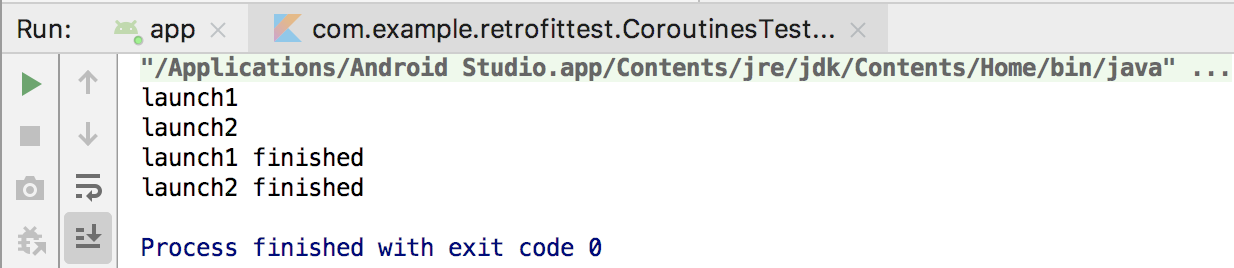 Run: app × com.example.retrofittest.CoroutinesTest... ×
"/Applications/Android Studio.app/Contents/jre/jdk/Contents/Home/bin/java" ...
launch1
launch2
launch1 finished
launch2 finished
Process finished with exit code 0